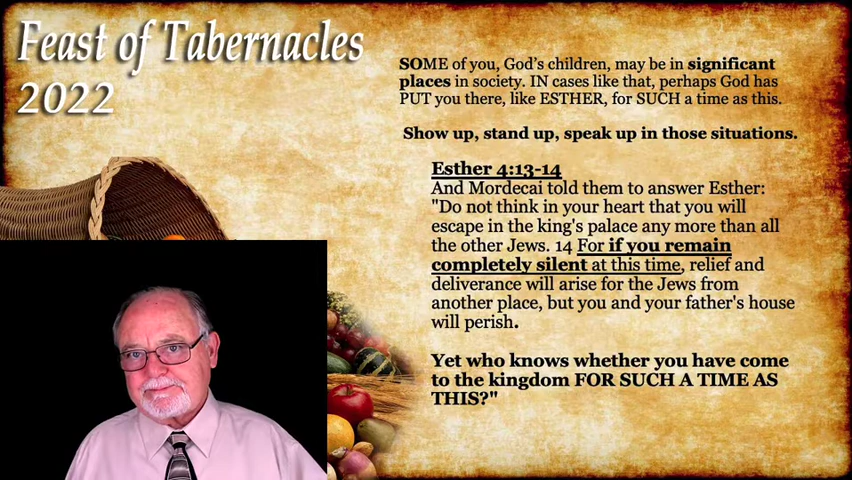 Feast of Tabernacles
2022
SOME of you, God's children, may be in significant
places in society. IN cases like that, perhaps God has
PUT you there, like ESTHER, for SUCH a time as this.
Show up, stand up, speak up in those situations.
Esther 4:13-14
And Mordecai told them to answer Esther:
"Do not think in your heart that you will
escape in the king's palace any more than all
the other Jews. 14 For if you remain
completely silent at this time, relief and
deliverance will arise for the Jews from
another place, but you and your father's house
will perish.
Yet who knows whether you have come
to the kingdom FOR SUCH A TIME AS
THIS?"